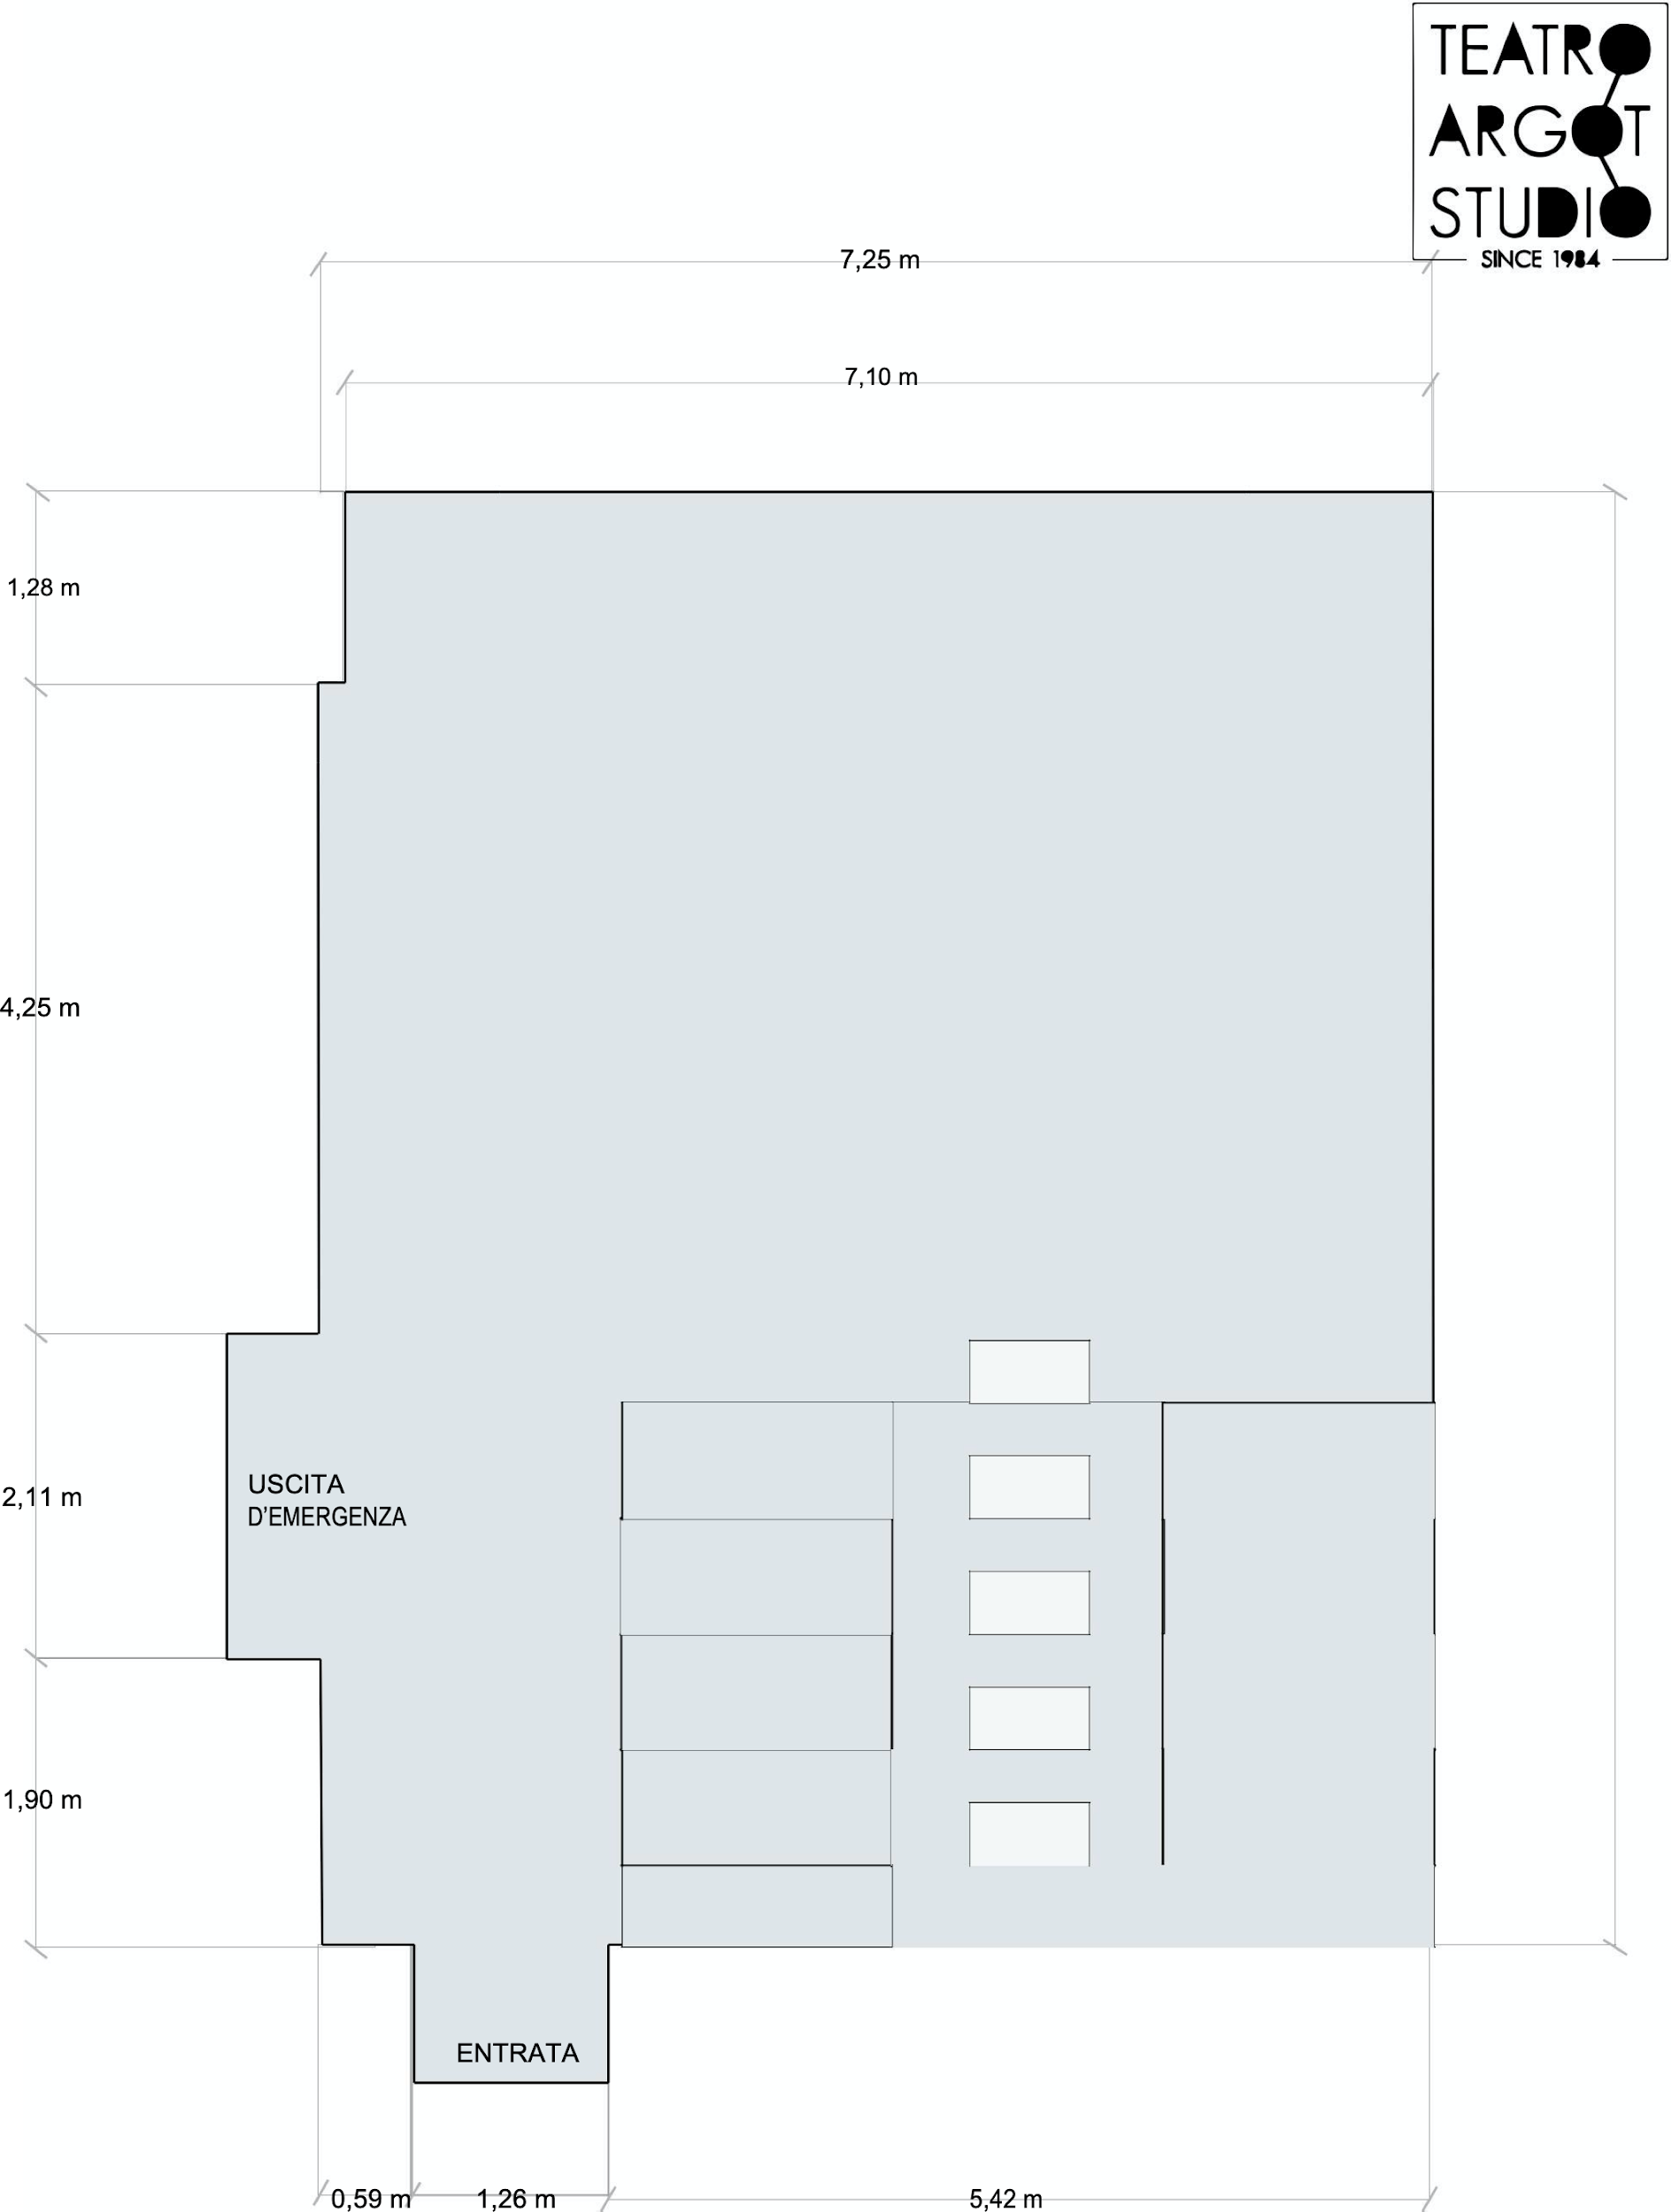 TEATRO
ARGOT
STUDIO
SINCE 1984
7,25 m
7,10 m
1,28 m
4,25 m
2,11 m
USCITA
D'EMERGENZA
1,90 m
ENTRATA
0,59 m
1,26 m
5,42 m